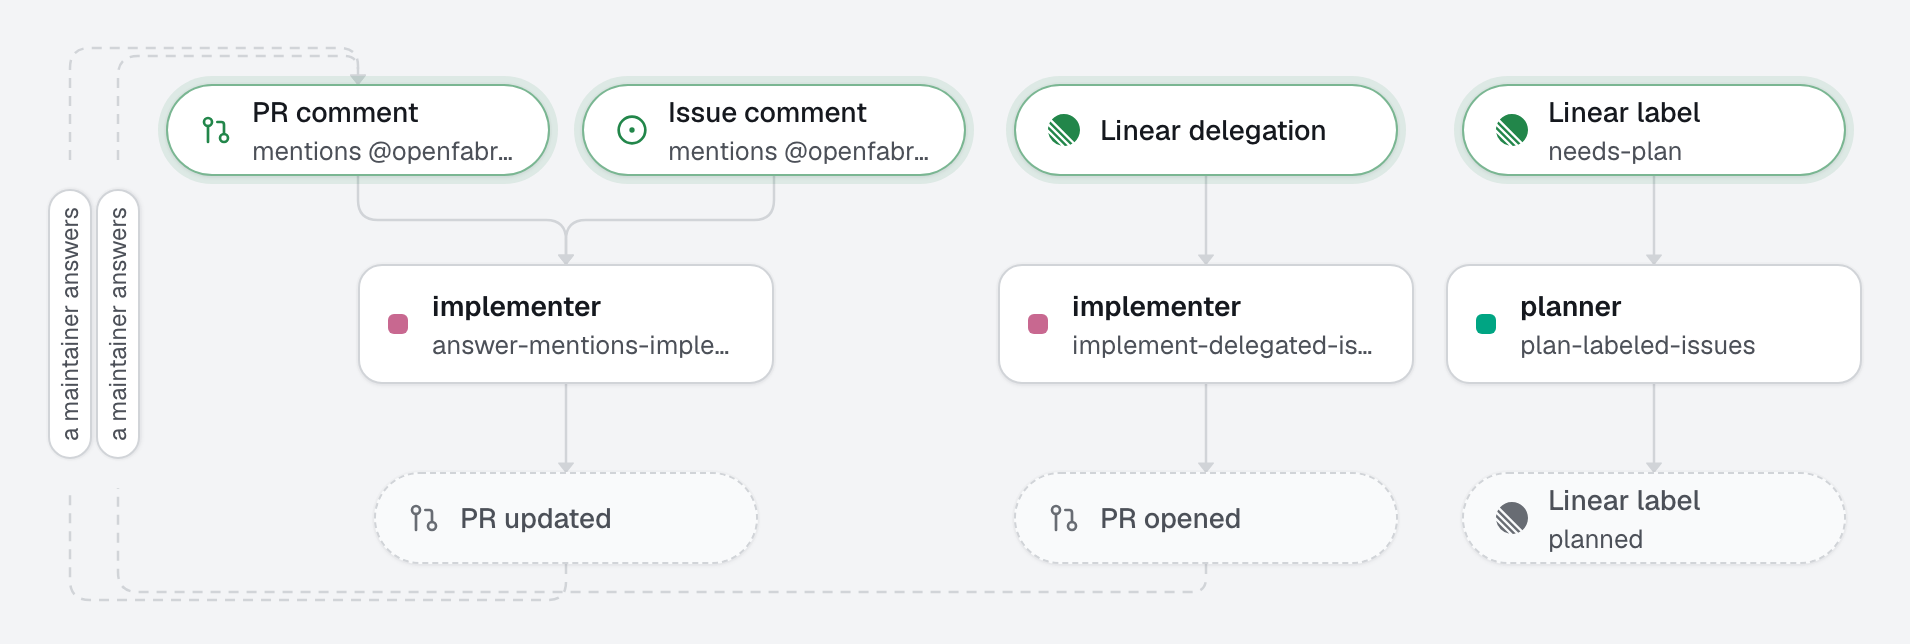 PR comment
mentions @openfabr...
Issue comment
mentions @openfabr...
Linear delegation
Linear label
needs-plan
a maintainer answers
a maintainer answers
implementer
answer-mentions-imple...
implementer
implement-delegated-is...
planner
plan-labeled-issues
PR updated
PR opened
Linear label
planned